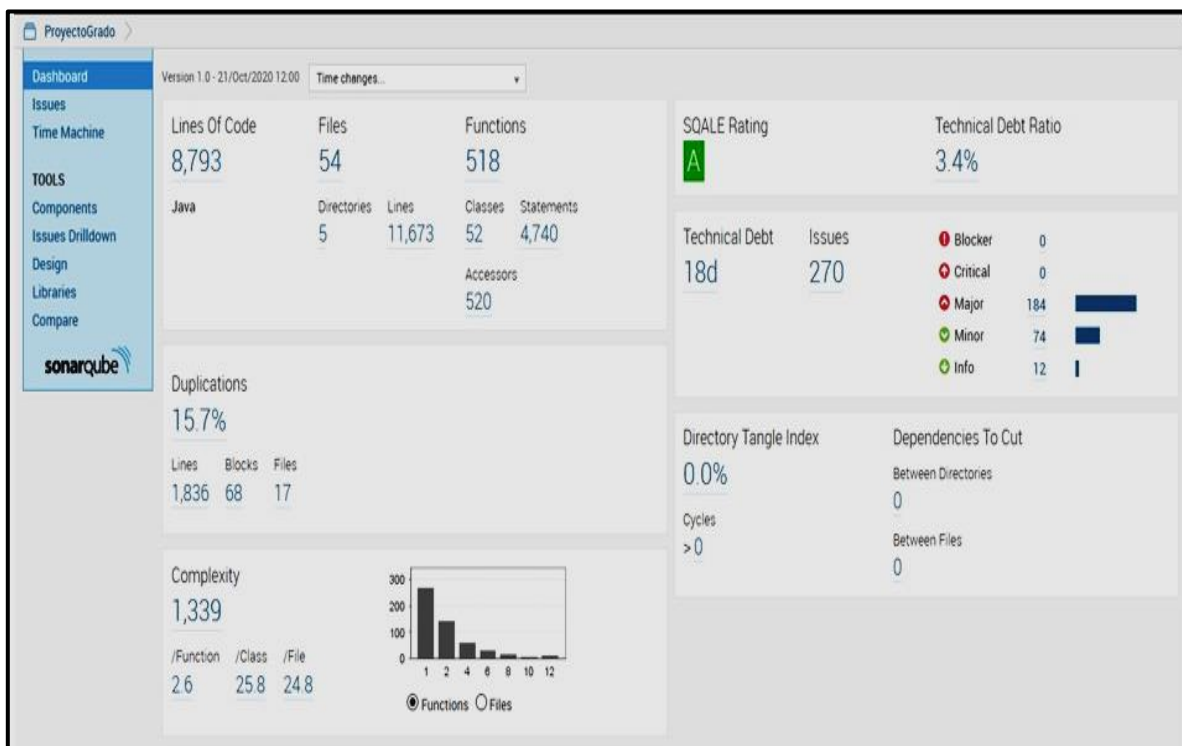 ProyectoGrado
Dashboard
Issues
Time Machine
TOOLS
Components
Issues Drilldown
Design
Libraries
Compare
sonarqube
Version 1.0 - 21/Oct/2020 12:00 Time changes...
Lines Of Code Files Functions
8,793 54 518
Java Directories Lines Classes Statements
5 11,673 52 4,740
Accessors
520
Duplications
15.7%
Lines Blocks Files
1,836 68 17
Complexity
1,339
/Function /Class /File
2.6 25.8 24.8
300
200
100
0
1 2 4 6 8 10 12
Functions Files
SQALE Rating Technical Debt Ratio
A 3.4%
Technical Debt Issues
18d 270
Blocker 0
Critical 0
Major 184
Minor 74
Info 12
Directory Tangle Index Dependencies To Cut
0.0% Between Directories
0
Cycles
> 0
Between Files
0